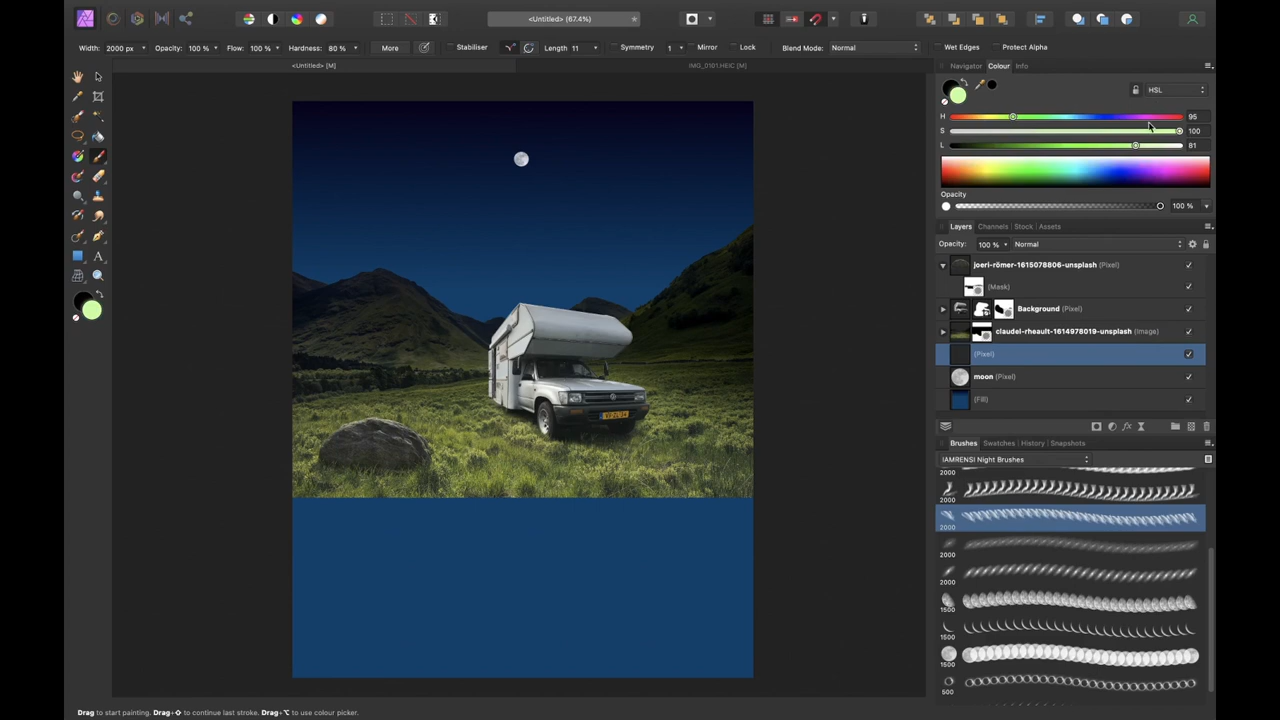 <Untitled> (67.4%)
Width: 2000 px Opacity: 100 % Flow: 100 % Hardness: 80 % More Stabiliser Length 11 Symmetry 1 Mirror Lock Blend Mode: Normal Wet Edges Protect Alpha
<Untitled> [M]
IMG_0101.HEIC [M]
Navigator Colour Info
HSL
H 95
S 100
L 81
Opacity
100 %
Layers Channels Stock Assets
Opacity: 100 % Normal
joeri-römer-1615078806-unsplash (Pixel)
(Mask)
Background (Pixel)
claudel-rheault-1614978019-unsplash (Image)
(Pixel)
moon (Pixel)
(Fill)
Brushes Swatches History Snapshots
IAMRENSI Night Brushes
2000
2000
2000
2000
2000
1500
1500
1500
500
Drag to start painting. Drag+⇧ to continue last stroke. Drag+⌥ to use colour picker.